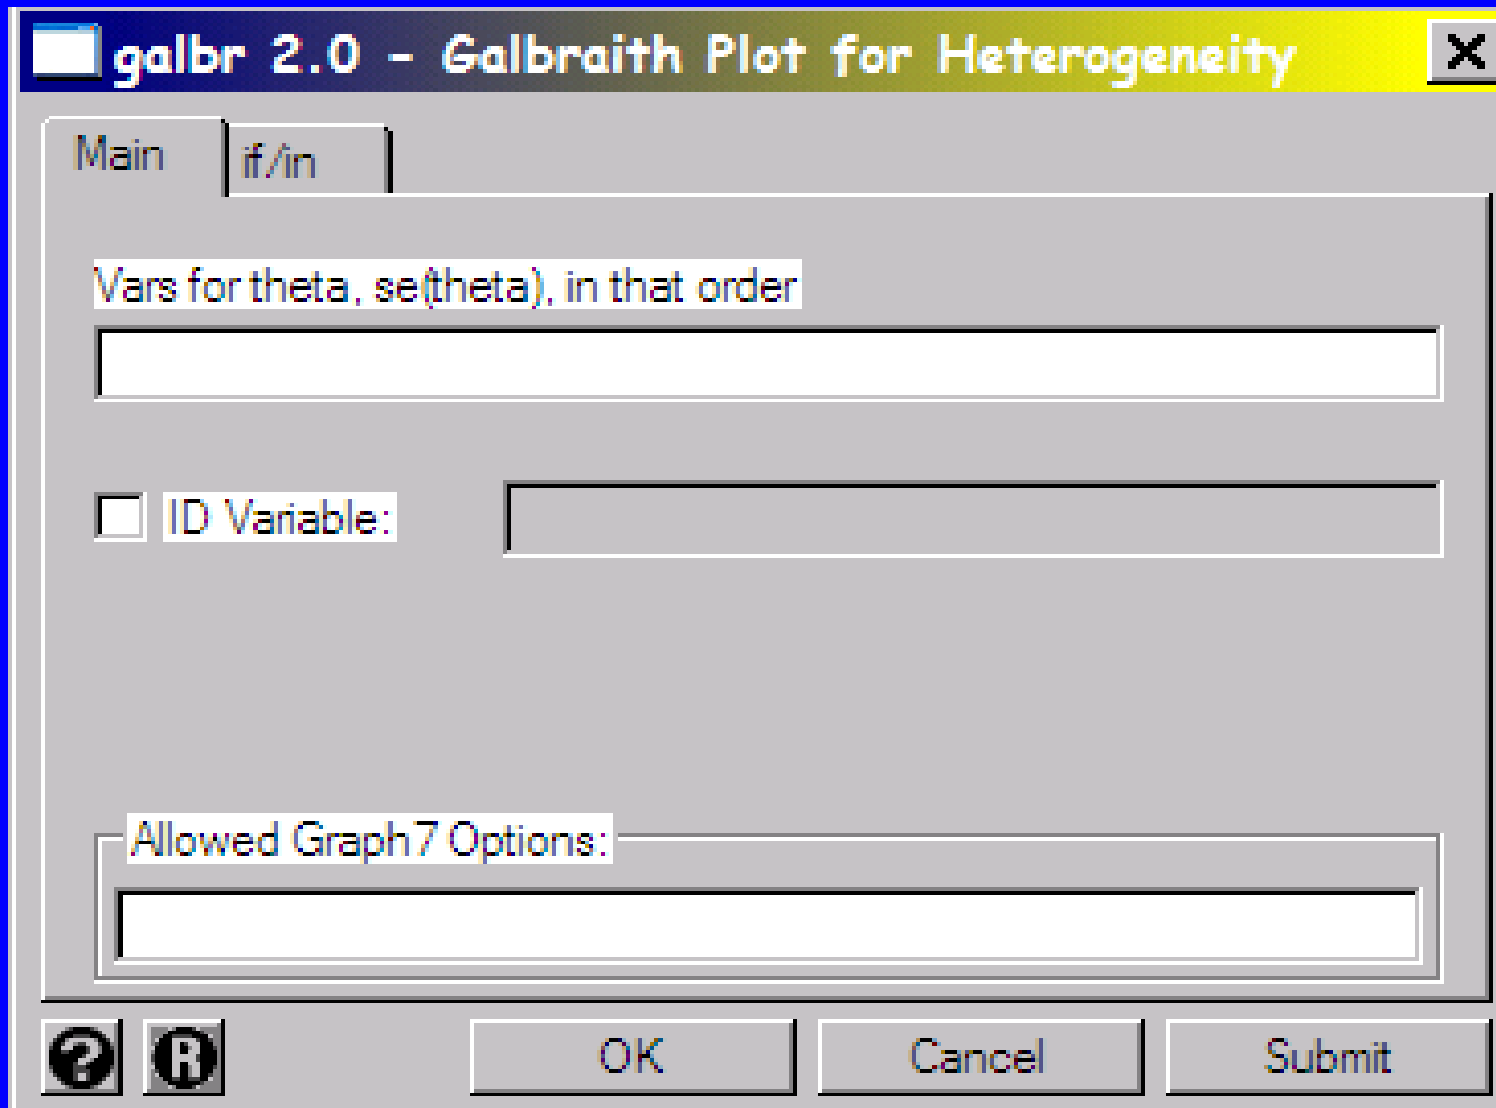 galbr 2.0 - Galbraith Plot for Heterogeneity
Main
if/in
Vars for theta, se(theta), in that order
ID Variable:
Allowed Graph7 Options:
? R OK Cancel Submit